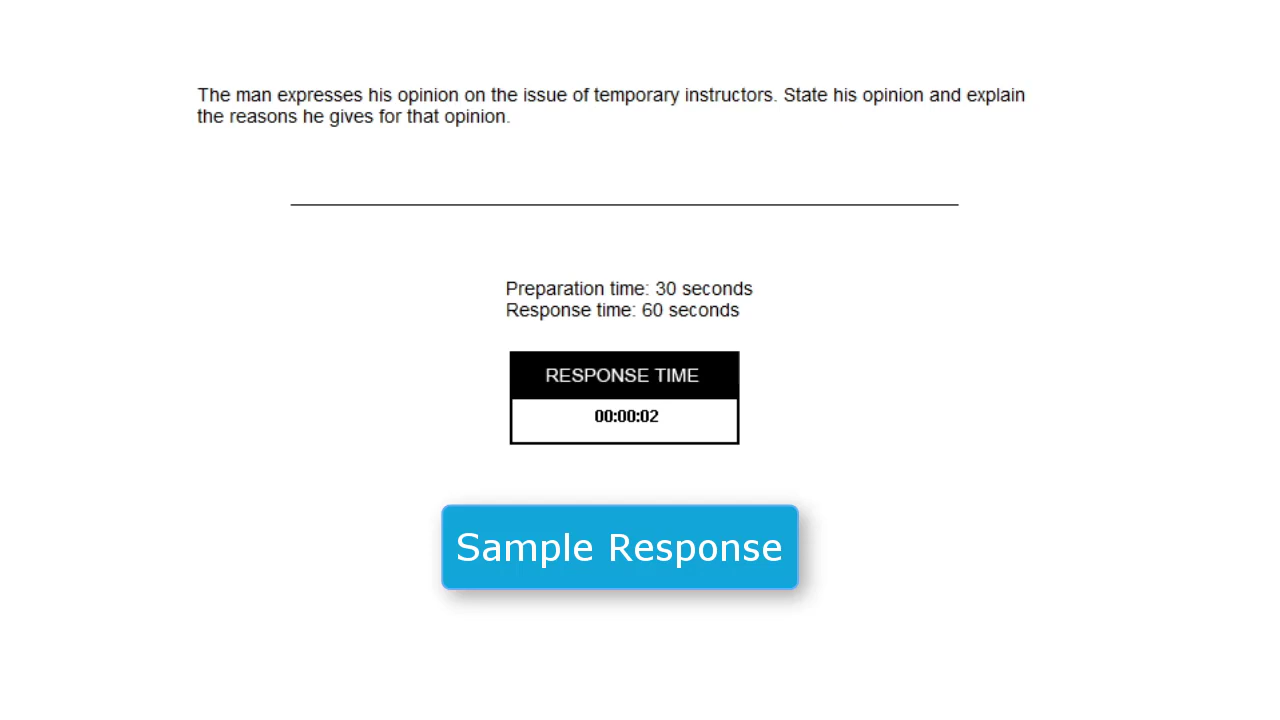 The man expresses his opinion on the issue of temporary instructors. State his opinion and explain
the reasons he gives for that opinion.
Preparation time: 30 seconds
Response time: 60 seconds
RESPONSE TIME
00:00:02
Sample Response